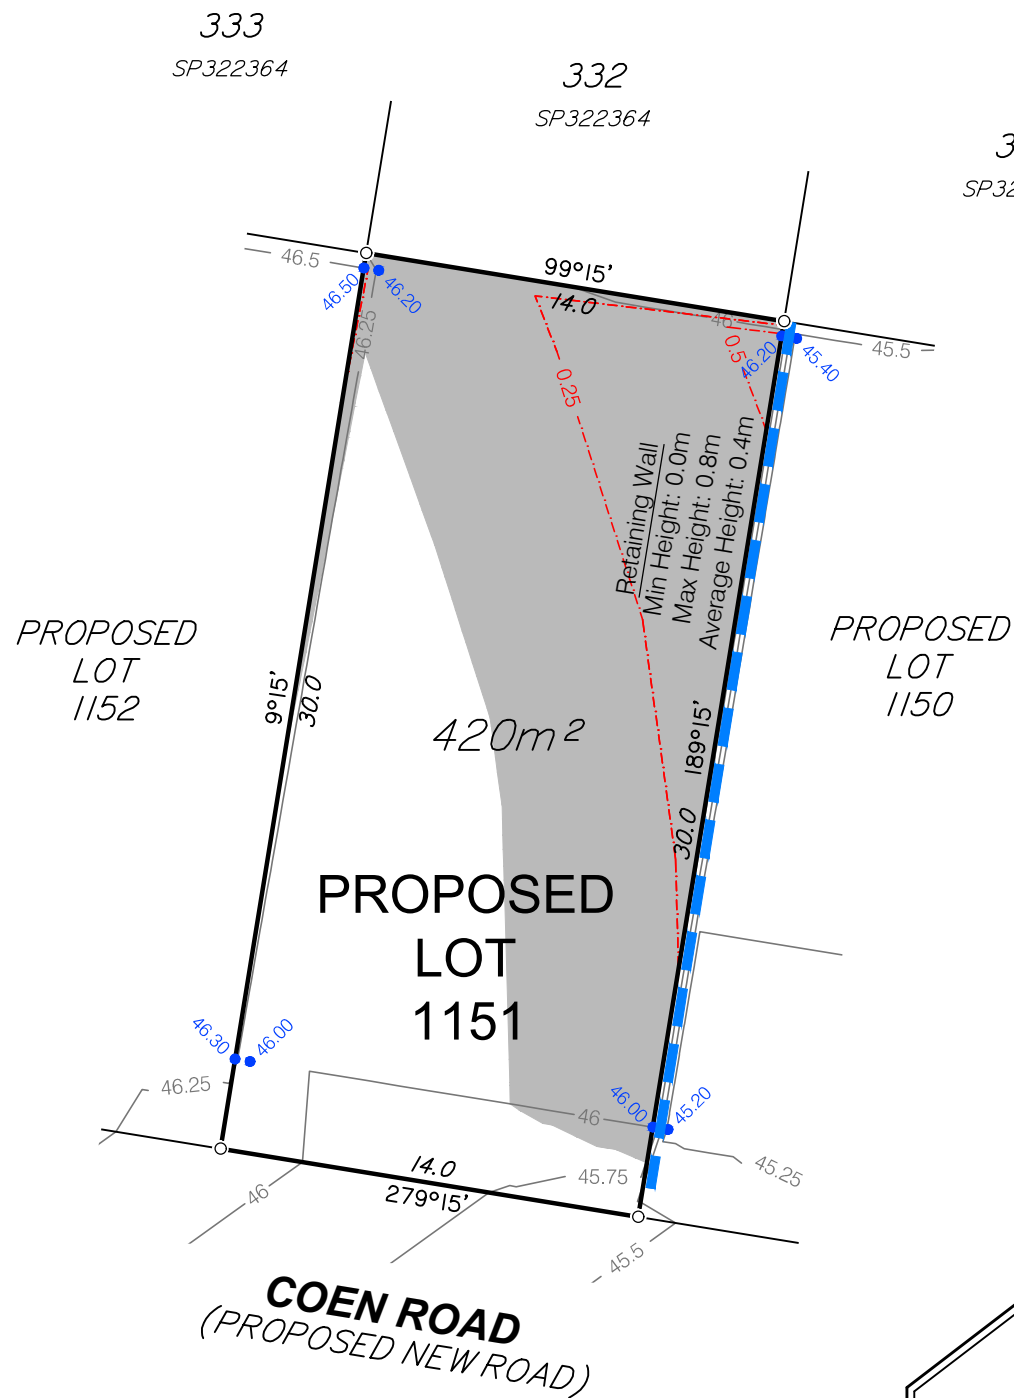 333
SP322364
332
SP322364
3
SP32
46.5
99°15'
14.0
46.50
46.20
46.25
46
0.5
46.20
45.40
45.5
0.25
Retaining Wall
Min Height: 0.0m
Max Height: 0.8m
Average Height: 0.4m
PROPOSED
LOT
1152
9°15'
30.0
420m²
189°15'
30.0
PROPOSED
LOT
1150
PROPOSED
LOT
1151
46.30
46.00
46.25
46
46.00
45.20
45.25
45.75
14.0
279°15'
46
45.5
COEN ROAD
(PROPOSED NEW ROAD)